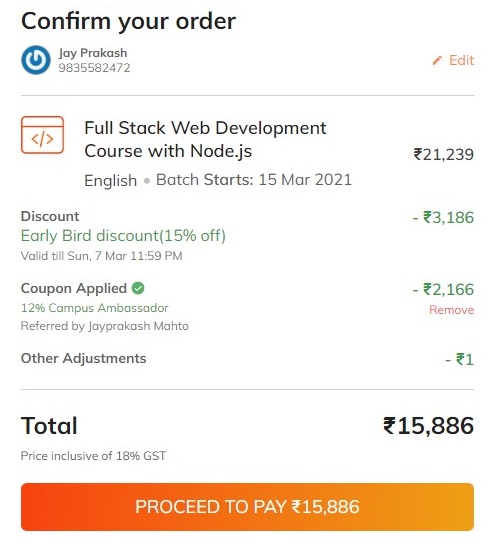 Confirm your order
Jay Prakash
9835582472
Edit
</>
Full Stack Web Development
Course with Node.js
₹21,239
English • Batch Starts: 15 Mar 2021
Discount
- ₹3,186
Early Bird discount(15% off)
Valid till Sun, 7 Mar 11:59 PM
Coupon Applied
- ₹2,166
12% Campus Ambassador
Remove
Referred by Jayprakash Mahto
Other Adjustments
- ₹1
Total
₹15,886
Price inclusive of 18% GST
PROCEED TO PAY ₹15,886